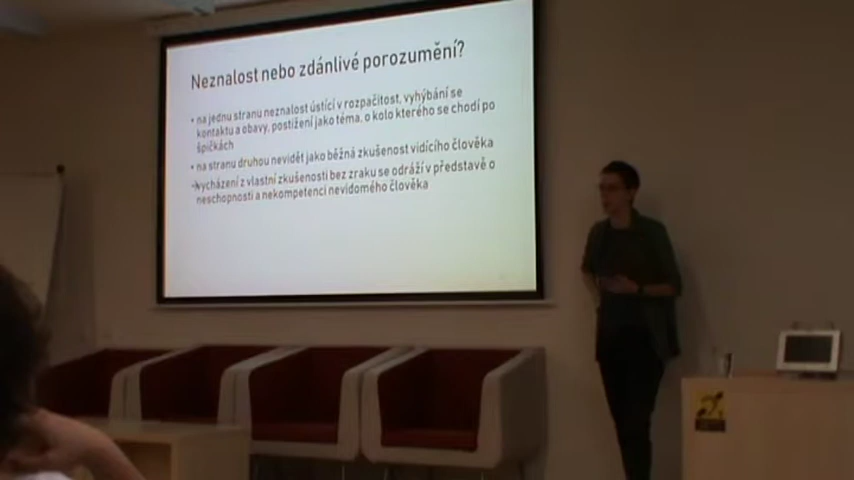 Neznalost nebo zdánlivé porozumění?
• na jednu stranu neznalost ústící v rozpačitost, vyhýbání se
kontaktu a obavy, postižení jako téma, o kolo kterého se chodí po
špičkách
• na stranu druhou nevidět jako běžná zkušenost vidícího člověka
→vycházení z vlastní zkušenosti bez zraku se odráží v představě o
neschopnosti a nekompetenci nevidomého člověka